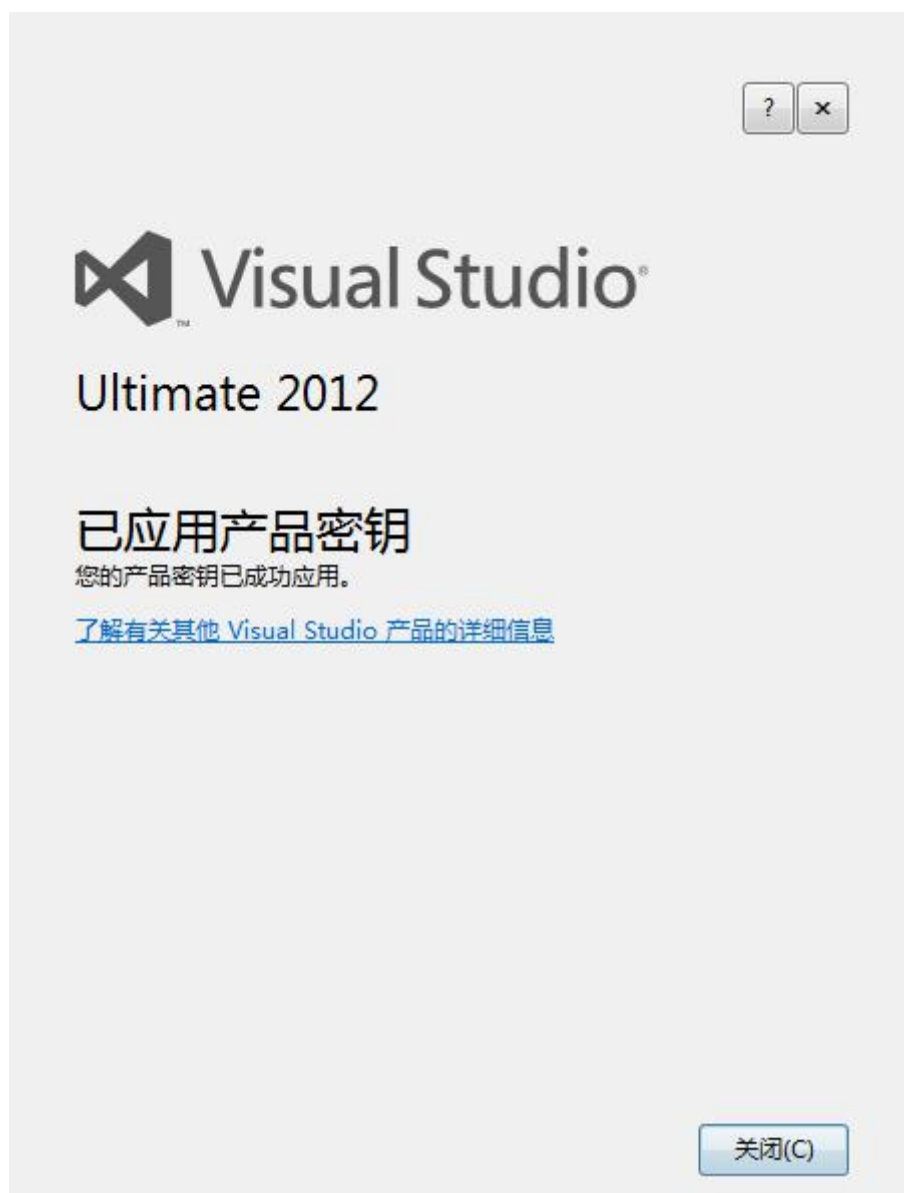 ?
×
Visual Studio®
™
Ultimate 2012
已应用产品密钥
您的产品密钥已成功应用。
了解有关其他 Visual Studio 产品的详细信息
关闭(C)